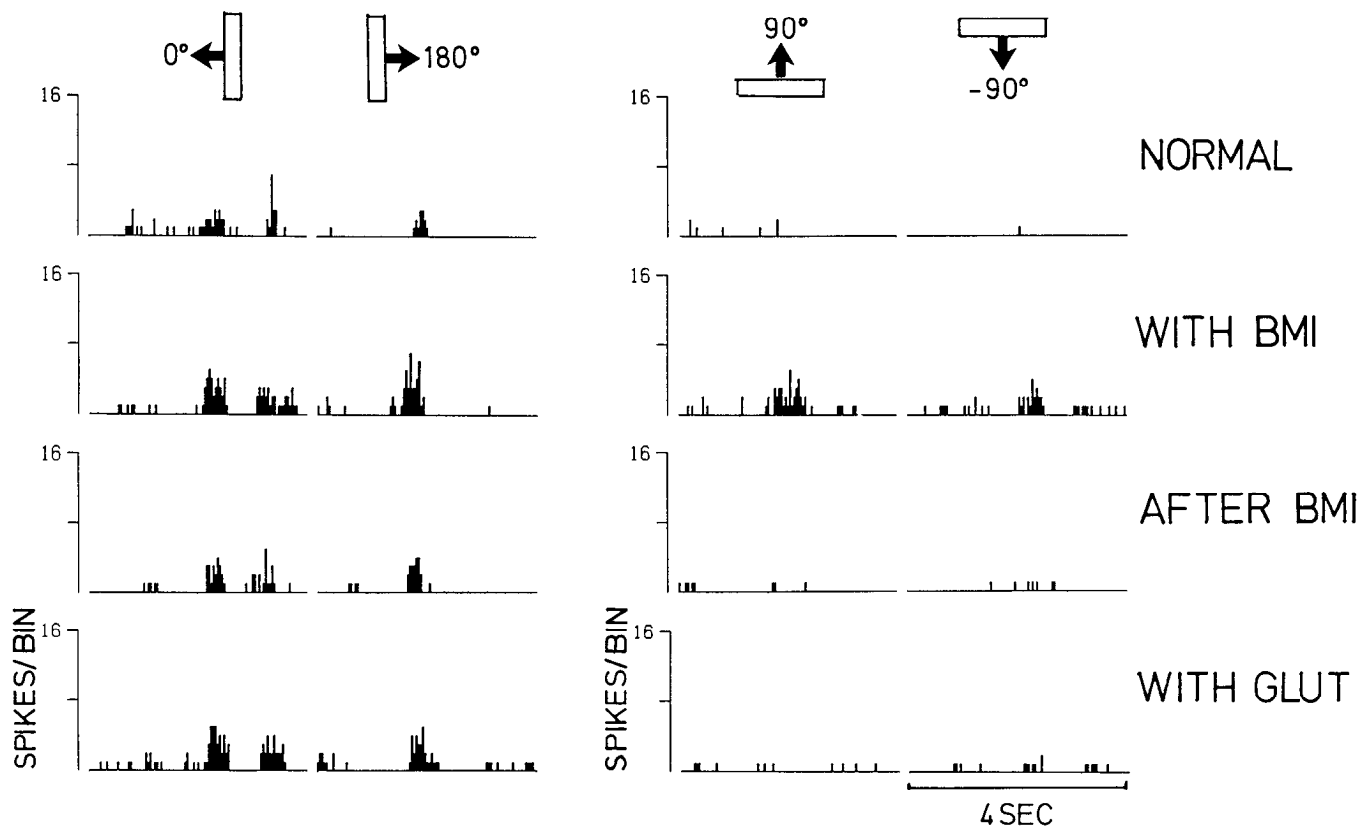 0° 180° 90° -90°
16 16 NORMAL
16 16 WITH BMI
16 16 AFTER BMI
16 16 WITH GLUT
SPIKES/BIN SPIKES/BIN
4 SEC